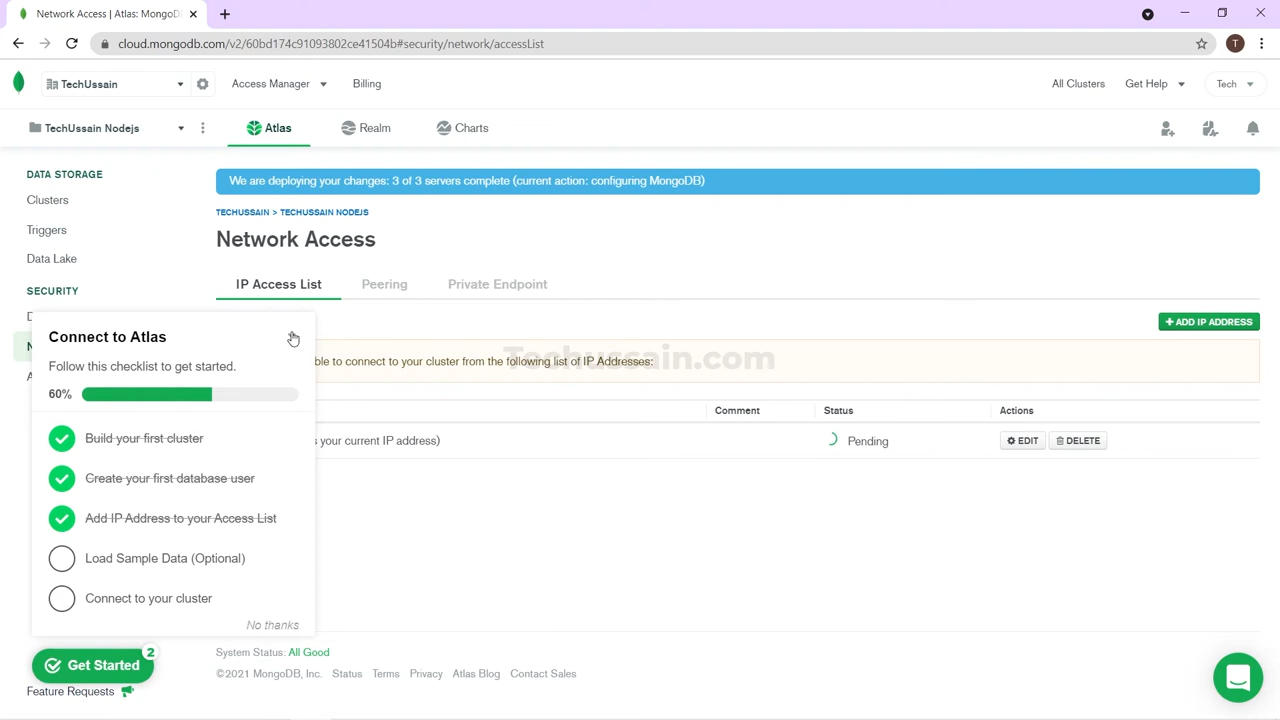 Network Access | Atlas: MongoD
cloud.mongodb.com/v2/60bd174c91093802ce41504b#security/network/accessList
T
TechUssain
Access Manager
Billing
All Clusters
Get Help
Tech
TechUssain Nodejs
Atlas
Realm
Charts
DATA STORAGE
Clusters
Triggers
Data Lake
SECURITY
We are deploying your changes: 3 of 3 servers complete (current action: configuring MongoDB)
TECHUSSAIN > TECHUSSAIN NODEJS
Network Access
IP Access List
Peering
Private Endpoint
+ ADD IP ADDRESS
ble to connect to your cluster from the following list of IP Addresses:
Techussain.com
Comment
Status
Actions
s your current IP address)
Pending
EDIT
DELETE
Connect to Atlas
Follow this checklist to get started.
60%
Build your first cluster
Create your first database user
Add IP Address to your Access List
Load Sample Data (Optional)
Connect to your cluster
No thanks
Get Started
2
Feature Requests
System Status: All Good
©2021 MongoDB, Inc.
Status
Terms
Privacy
Atlas Blog
Contact Sales